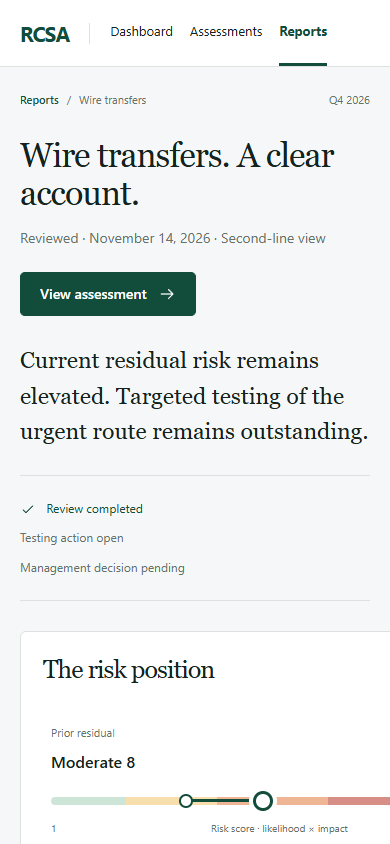 RCSA
Dashboard Assessments Reports
Reports / Wire transfers Q4 2026
Wire transfers. A clear
account.
Reviewed · November 14, 2026 · Second-line view
View assessment →
Current residual risk remains
elevated. Targeted testing of the
urgent route remains outstanding.
Review completed
Testing action open
Management decision pending
The risk position
Prior residual
Moderate 8
1 Risk score · likelihood × impact